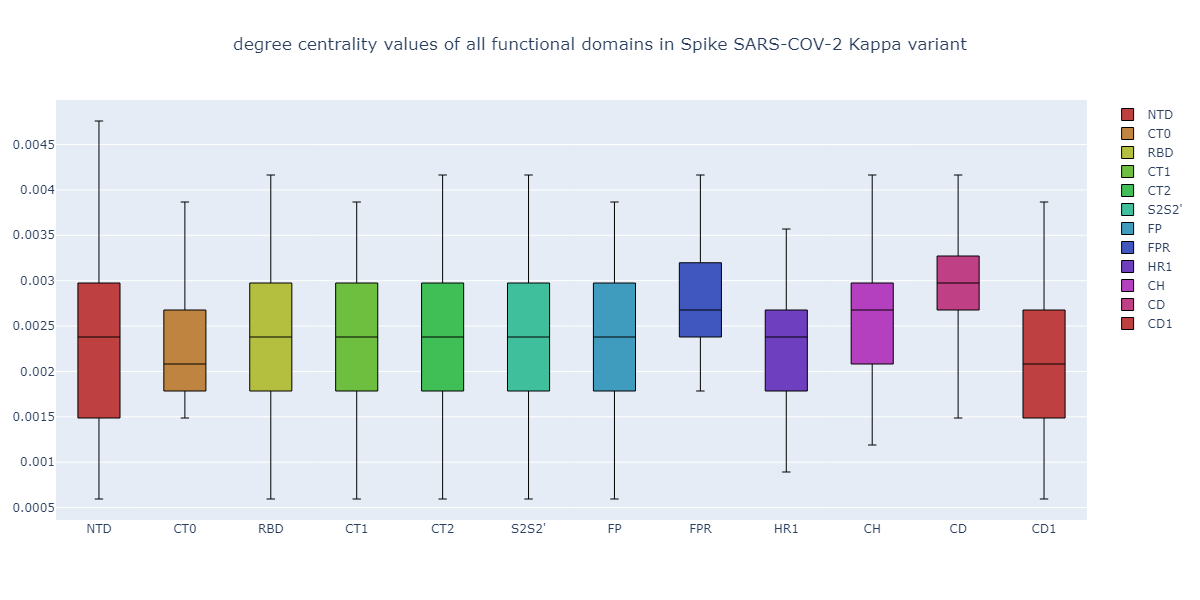 degree centrality values of all functional domains in Spike SARS-COV-2 Kappa variant
0.0045
0.004
0.0035
0.003
0.0025
0.002
0.0015
0.001
0.0005
NTD CT0 RBD CT1 CT2 S2S2' FP FPR HR1 CH CD CD1
NTD
CT0
RBD
CT1
CT2
S2S2'
FP
FPR
HR1
CH
CD
CD1